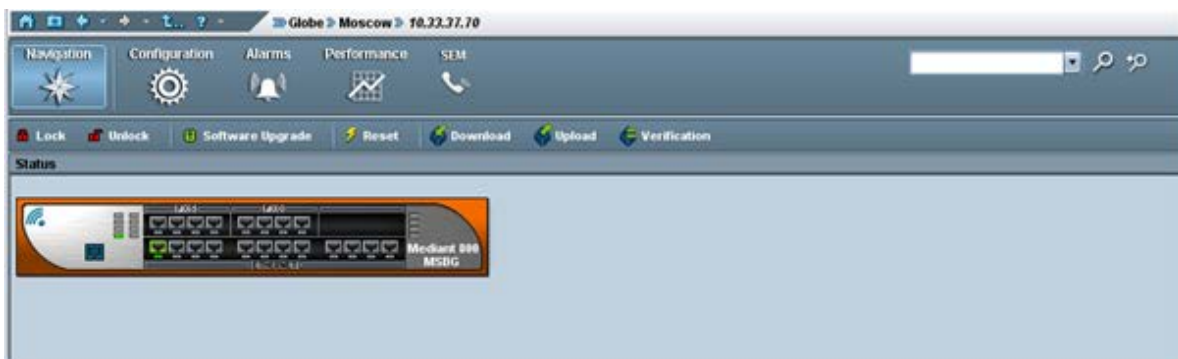 Globe Moscow 10.33.37.70
Navigation Configuration Alarms Performance SEM
Lock Unlock Software Upgrade Reset Download Upload Verification
Status
Mediant 800
MSBG